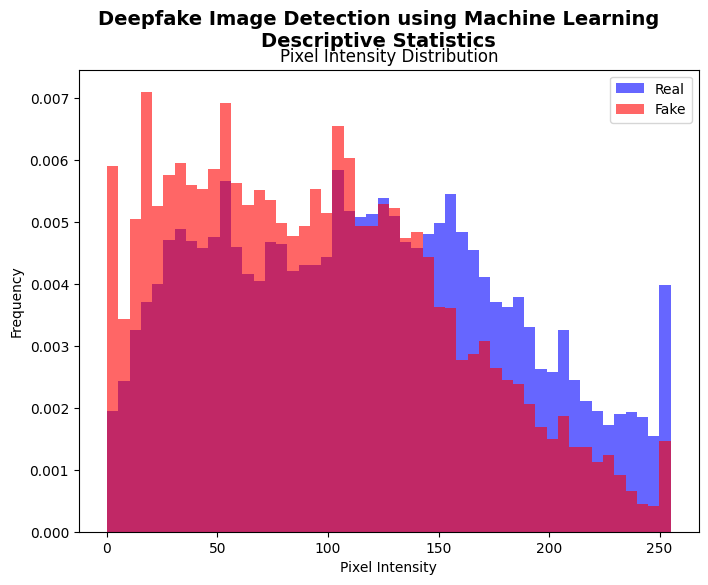 Deepfake Image Detection using Machine Learning
Descriptive Statistics
Pixel Intensity Distribution
Real
Fake
0.007
0.006
0.005
0.004
0.003
0.002
0.001
0.000
Frequency
0 50 100 150 200 250
Pixel Intensity